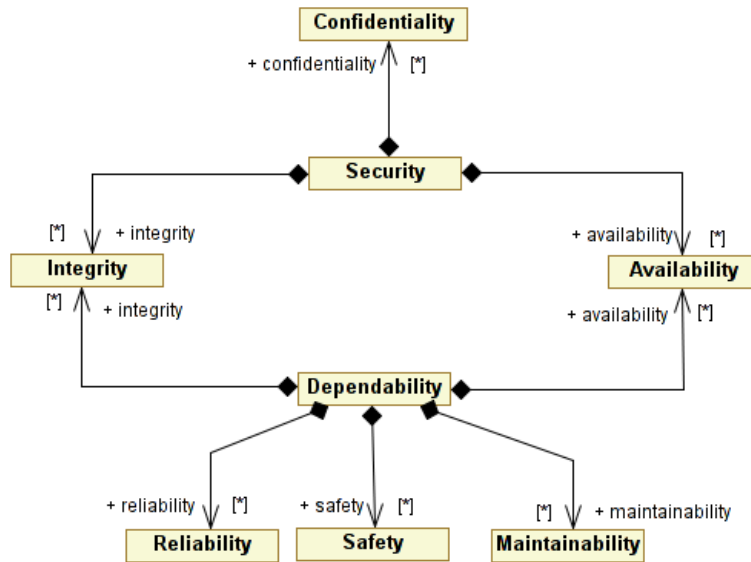 Confidentiality
+ confidentiality [*]
Security
[*] + integrity
+ availability [*]
Integrity
Availability
[*] + integrity
+ availability [*]
Dependability
+ reliability [*]
+ safety [*]
[*] + maintainability
Reliability
Safety
Maintainability